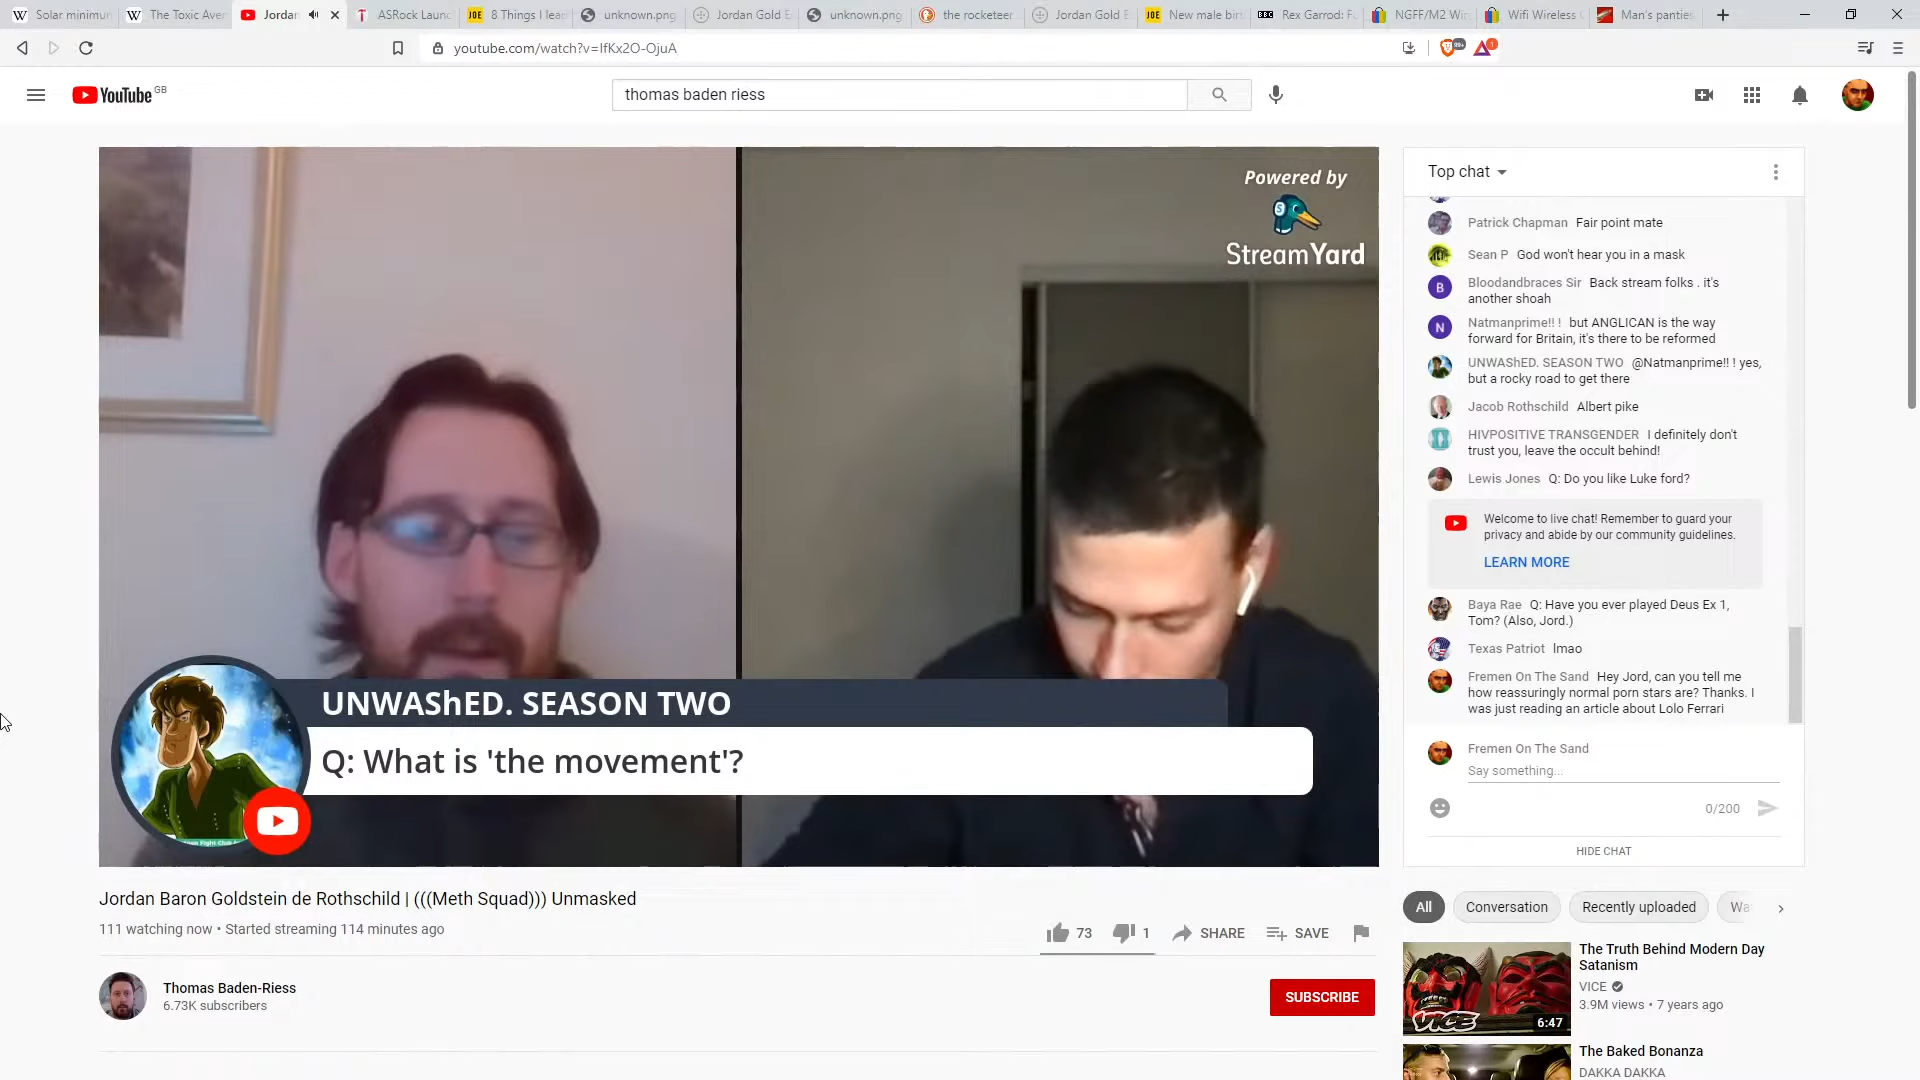 Solar minimum
The Toxic Aven
Jordan
ASRock Launc
8 Things I lear
unknown.png
Jordan Gold E
unknown.png
the rocketeer
Jordan Gold E
New male birt
Rex Garrod: F
NGFF/M2 Wir
Wifi Wireless
Man's panties
youtube.com/watch?v=IfKx2O-OjuA
99+
1
YouTube GB
thomas baden riess
Powered by
StreamYard
UNWAShED. SEASON TWO
Q: What is 'the movement'?
Top chat
Patrick Chapman Fair point mate
Sean P God won't hear you in a mask
B
Bloodandbraces Sir Back stream folks . it's
another shoah
N
Natmanprime!! ! but ANGLICAN is the way
forward for Britain, it's there to be reformed
UNWAShED. SEASON TWO @Natmanprime!! ! yes,
but a rocky road to get there
Jacob Rothschild Albert pike
HIVPOSITIVE TRANSGENDER I definitely don't
trust you, leave the occult behind!
Lewis Jones Q: Do you like Luke ford?
Welcome to live chat! Remember to guard your
privacy and abide by our community guidelines.
LEARN MORE
Baya Rae Q: Have you ever played Deus Ex 1,
Tom? (Also, Jord.)
Texas Patriot lmao
Fremen On The Sand Hey Jord, can you tell me
how reassuringly normal porn stars are? Thanks. I
was just reading an article about Lolo Ferrari
Fremen On The Sand
Say something...
0/200
HIDE CHAT
Jordan Baron Goldstein de Rothschild | (((Meth Squad))) Unmasked
111 watching now • Started streaming 114 minutes ago
73
1
SHARE
SAVE
Thomas Baden-Riess
6.73K subscribers
SUBSCRIBE
All
Conversation
Recently uploaded
Wa
The Truth Behind Modern Day
Satanism
VICE
3.9M views • 7 years ago
VICE
6:47
The Baked Bonanza
DAKKA DAKKA